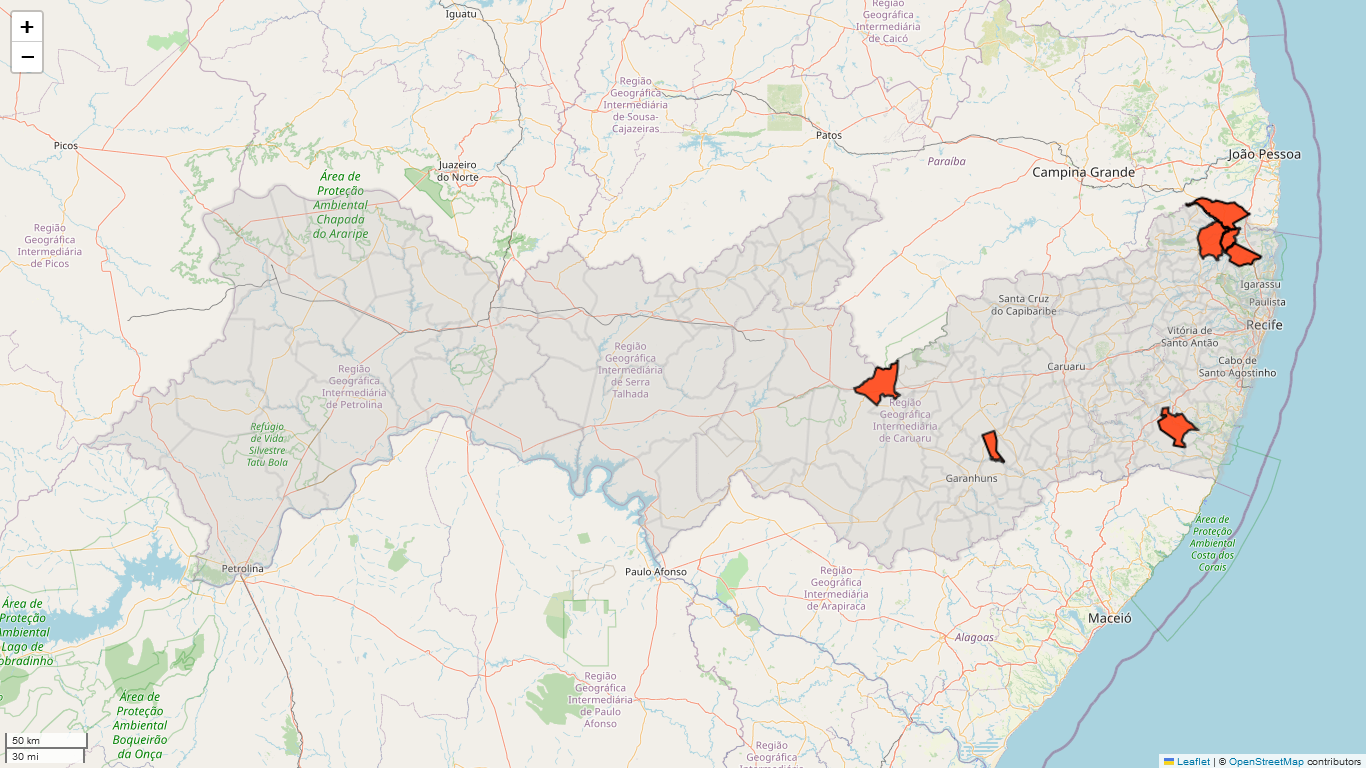 +
−
Iguatu
Região
Geográfica
Intermediária
de Caicó
Região
Geográfica
Intermediária
de Sousa-
Cajazeiras
Patos
Picos
Juazeiro
do Norte
Paraíba
João Pessoa
Campina Grande
Área de
Proteção
Ambiental
Chapada
do Araripe
Região
Geográfica
Intermediária
de Picos
Igarassu
Paulista
Recife
Santa Cruz
do Capibaribe
Vitória de
Santo Antão
Cabo de
Santo Agostinho
Caruaru
Região
Geográfica
Intermediária
de Serra
Talhada
Região
Geográfica
Intermediária
de Petrolina
Região
Geográfica
Intermediária
de Caruaru
Refúgio
de Vida
Silvestre
Tatu Bola
Garanhuns
Área de
Proteção
Ambiental
Costa dos
Corais
Petrolina
Paulo Afonso
Região
Geográfica
Intermediária
de Arapiraca
Maceió
Alagoas
Área de
Proteção
Ambiental
Lago de
obradinho
Região
Geográfica
Intermediária
de Paulo
Afonso
Área de
Proteção
Ambiental
Boqueirão
da Onça
Região
Geográfica
Intermediária
50 km
30 mi
Leaflet | © OpenStreetMap contributors